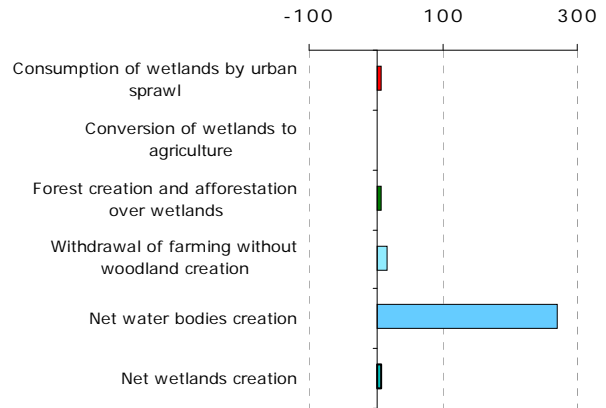 -100 100 300
Consumption of wetlands by urban
sprawl
Conversion of wetlands to
agriculture
Forest creation and afforestation
over wetlands
Withdrawal of farming without
woodland creation
Net water bodies creation
Net wetlands creation